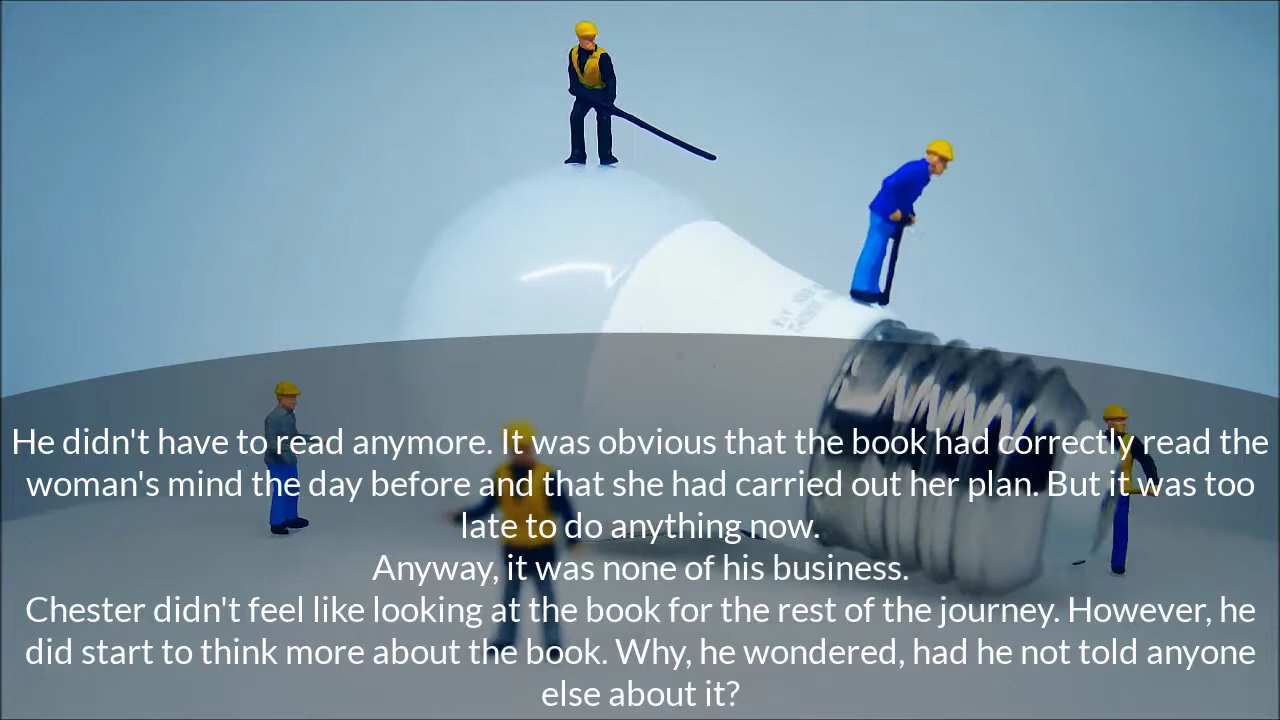 He didn't have to read anymore. It was obvious that the book had correctly read the
woman's mind the day before and that she had carried out her plan. But it was too
late to do anything now.
Anyway, it was none of his business.
Chester didn't feel like looking at the book for the rest of the journey. However, he
did start to think more about the book. Why, he wondered, had he not told anyone
else about it?